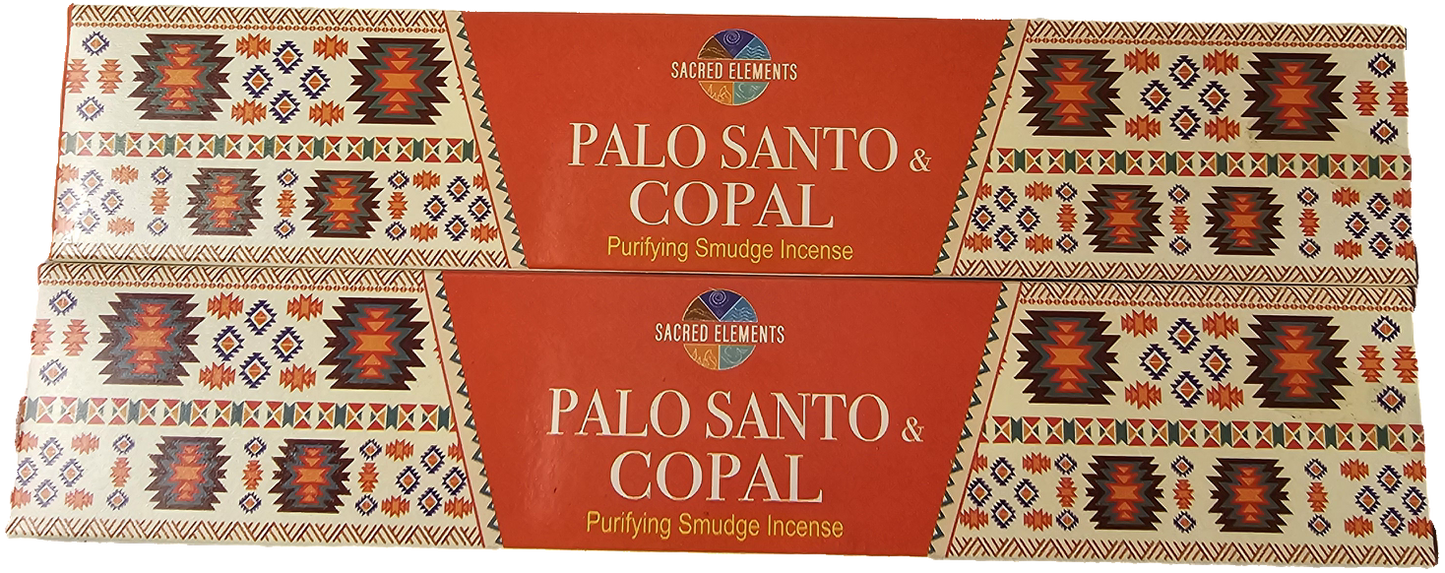 SACRED ELEMENTS
PALO SANTO &
COPAL
Purifying Smudge Incense
SACRED ELEMENTS
PALO SANTO &
COPAL
Purifying Smudge Incense